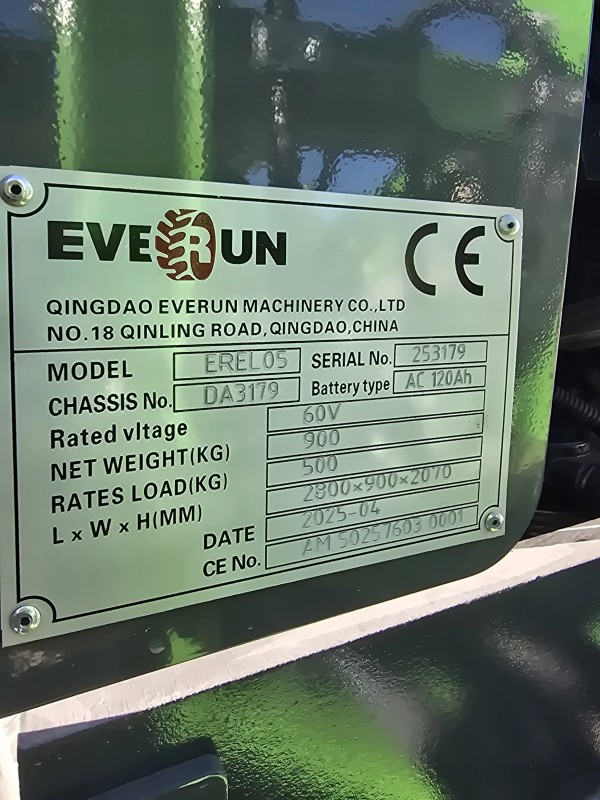 EVERUN CE
QINGDAO EVERUN MACHINERY CO.,LTD
NO.18 QINLING ROAD,QINGDAO,CHINA
MODEL EREL05 SERIAL No. 253179
CHASSIS No. DA3179 Battery type AC 120Ah
Rated vltage 60V
NET WEIGHT(KG) 900
RATES LOAD(KG) 500
L x W x H(MM) 2800×900×2070
DATE 2025-04
CE No. AM 50257603 0001